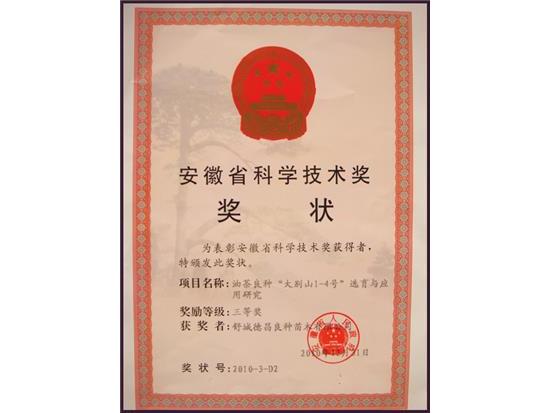 安徽省科学技术奖
奖 状
为表彰安徽省科学技术奖获得者，
特颁发此奖状。
项目名称：油茶良种“大别山1-4号”选育与应
用研究
奖励等级：三等奖
获 奖 者：舒城德昌良种苗木
奖 状 号：2010-3-D2